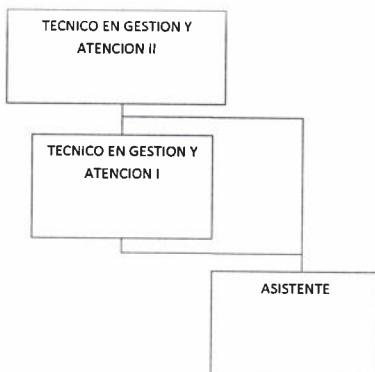 TECNICO EN GESTION Y
ATENCION II
TECNICO EN GESTION Y
ATENCION I
ASISTENTE